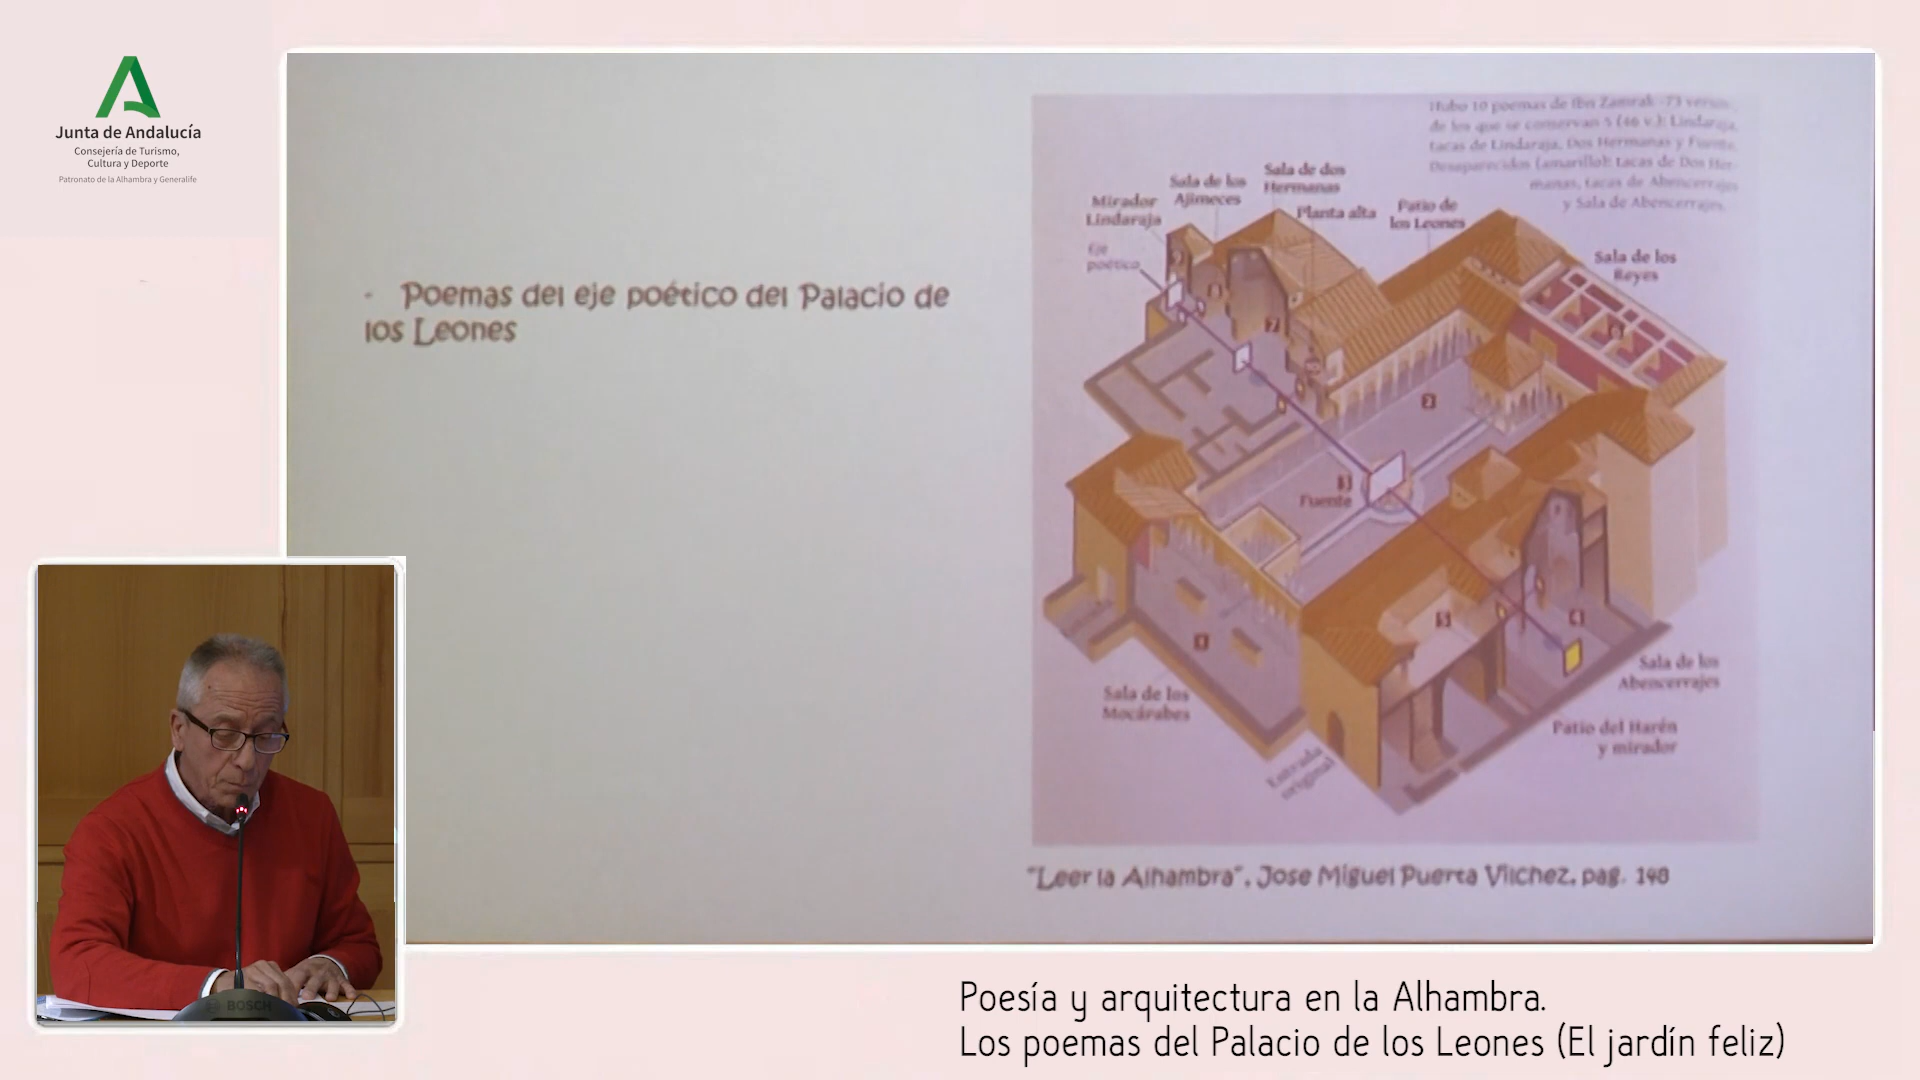 Junta de Andalucía
Consejería de Turismo,
Cultura y Deporte
Patronato de la Alhambra y Generalife
- Poemas del eje poético del Palacio de
los Leones
Hubo 10 poemas de Ibn Zamrak -73 versos-
de los que se conservan 5 (46 v.): Lindaraja,
tacas de Lindaraja, Dos Hermanas y Fuente.
Desaparecidos (amarillo): tacas de Dos Her-
manas, tacas de Abencerrajes
y Sala de Abencerrajes.
Mirador
Lindaraja
Sala de los
Ajimeces
Sala de dos
Hermanas
Planta alta
Patio de
los Leones
Eje
poético
Sala de los
Reyes
7
2
3
Fuente
5
Sala de los
Mocárabes
Sala de los
Abencerrajes
Patio del Harén
y mirador
Entrada
original
"Leer la Alhambra", Jose Miguel Puerta Vilchez, pag. 148
BOSCH
Poesía y arquitectura en la Alhambra.
Los poemas del Palacio de los Leones (El jardín feliz)